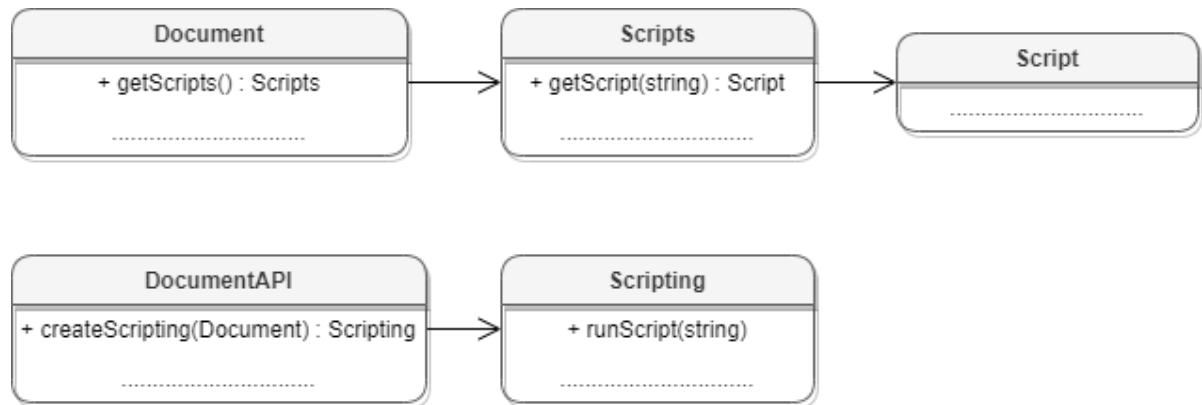 Document
+ getScripts() : Scripts
Scripts
+ getScript(string) : Script
Script
DocumentAPI
+ createScripting(Document) : Scripting
Scripting
+ runScript(string)